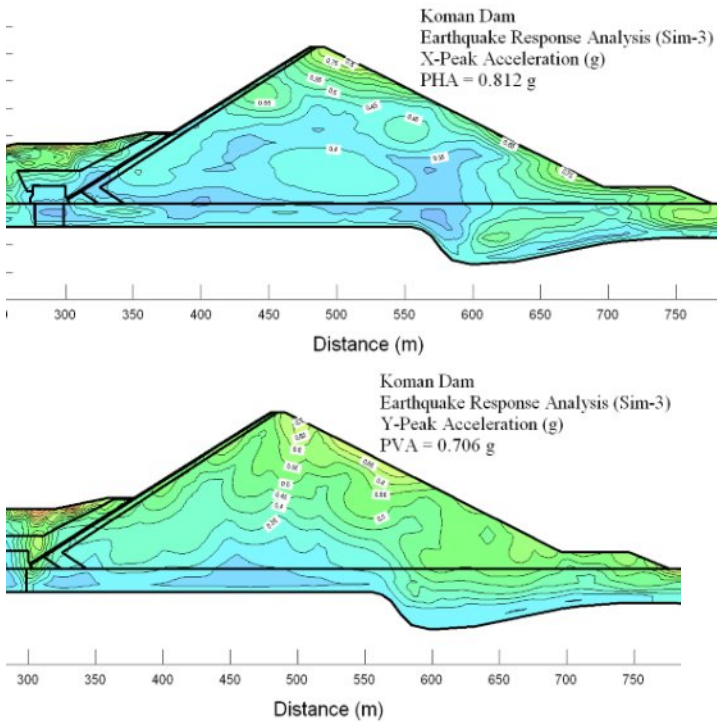 Koman Dam
Earthquake Response Analysis (Sim-3)
X-Peak Acceleration (g)
PHA = 0.812 g
300 350 400 450 500 550 600 650 700 750
Distance (m)
Koman Dam
Earthquake Response Analysis (Sim-3)
Y-Peak Acceleration (g)
PVA = 0.706 g
300 350 400 450 500 550 600 650 700 750
Distance (m)